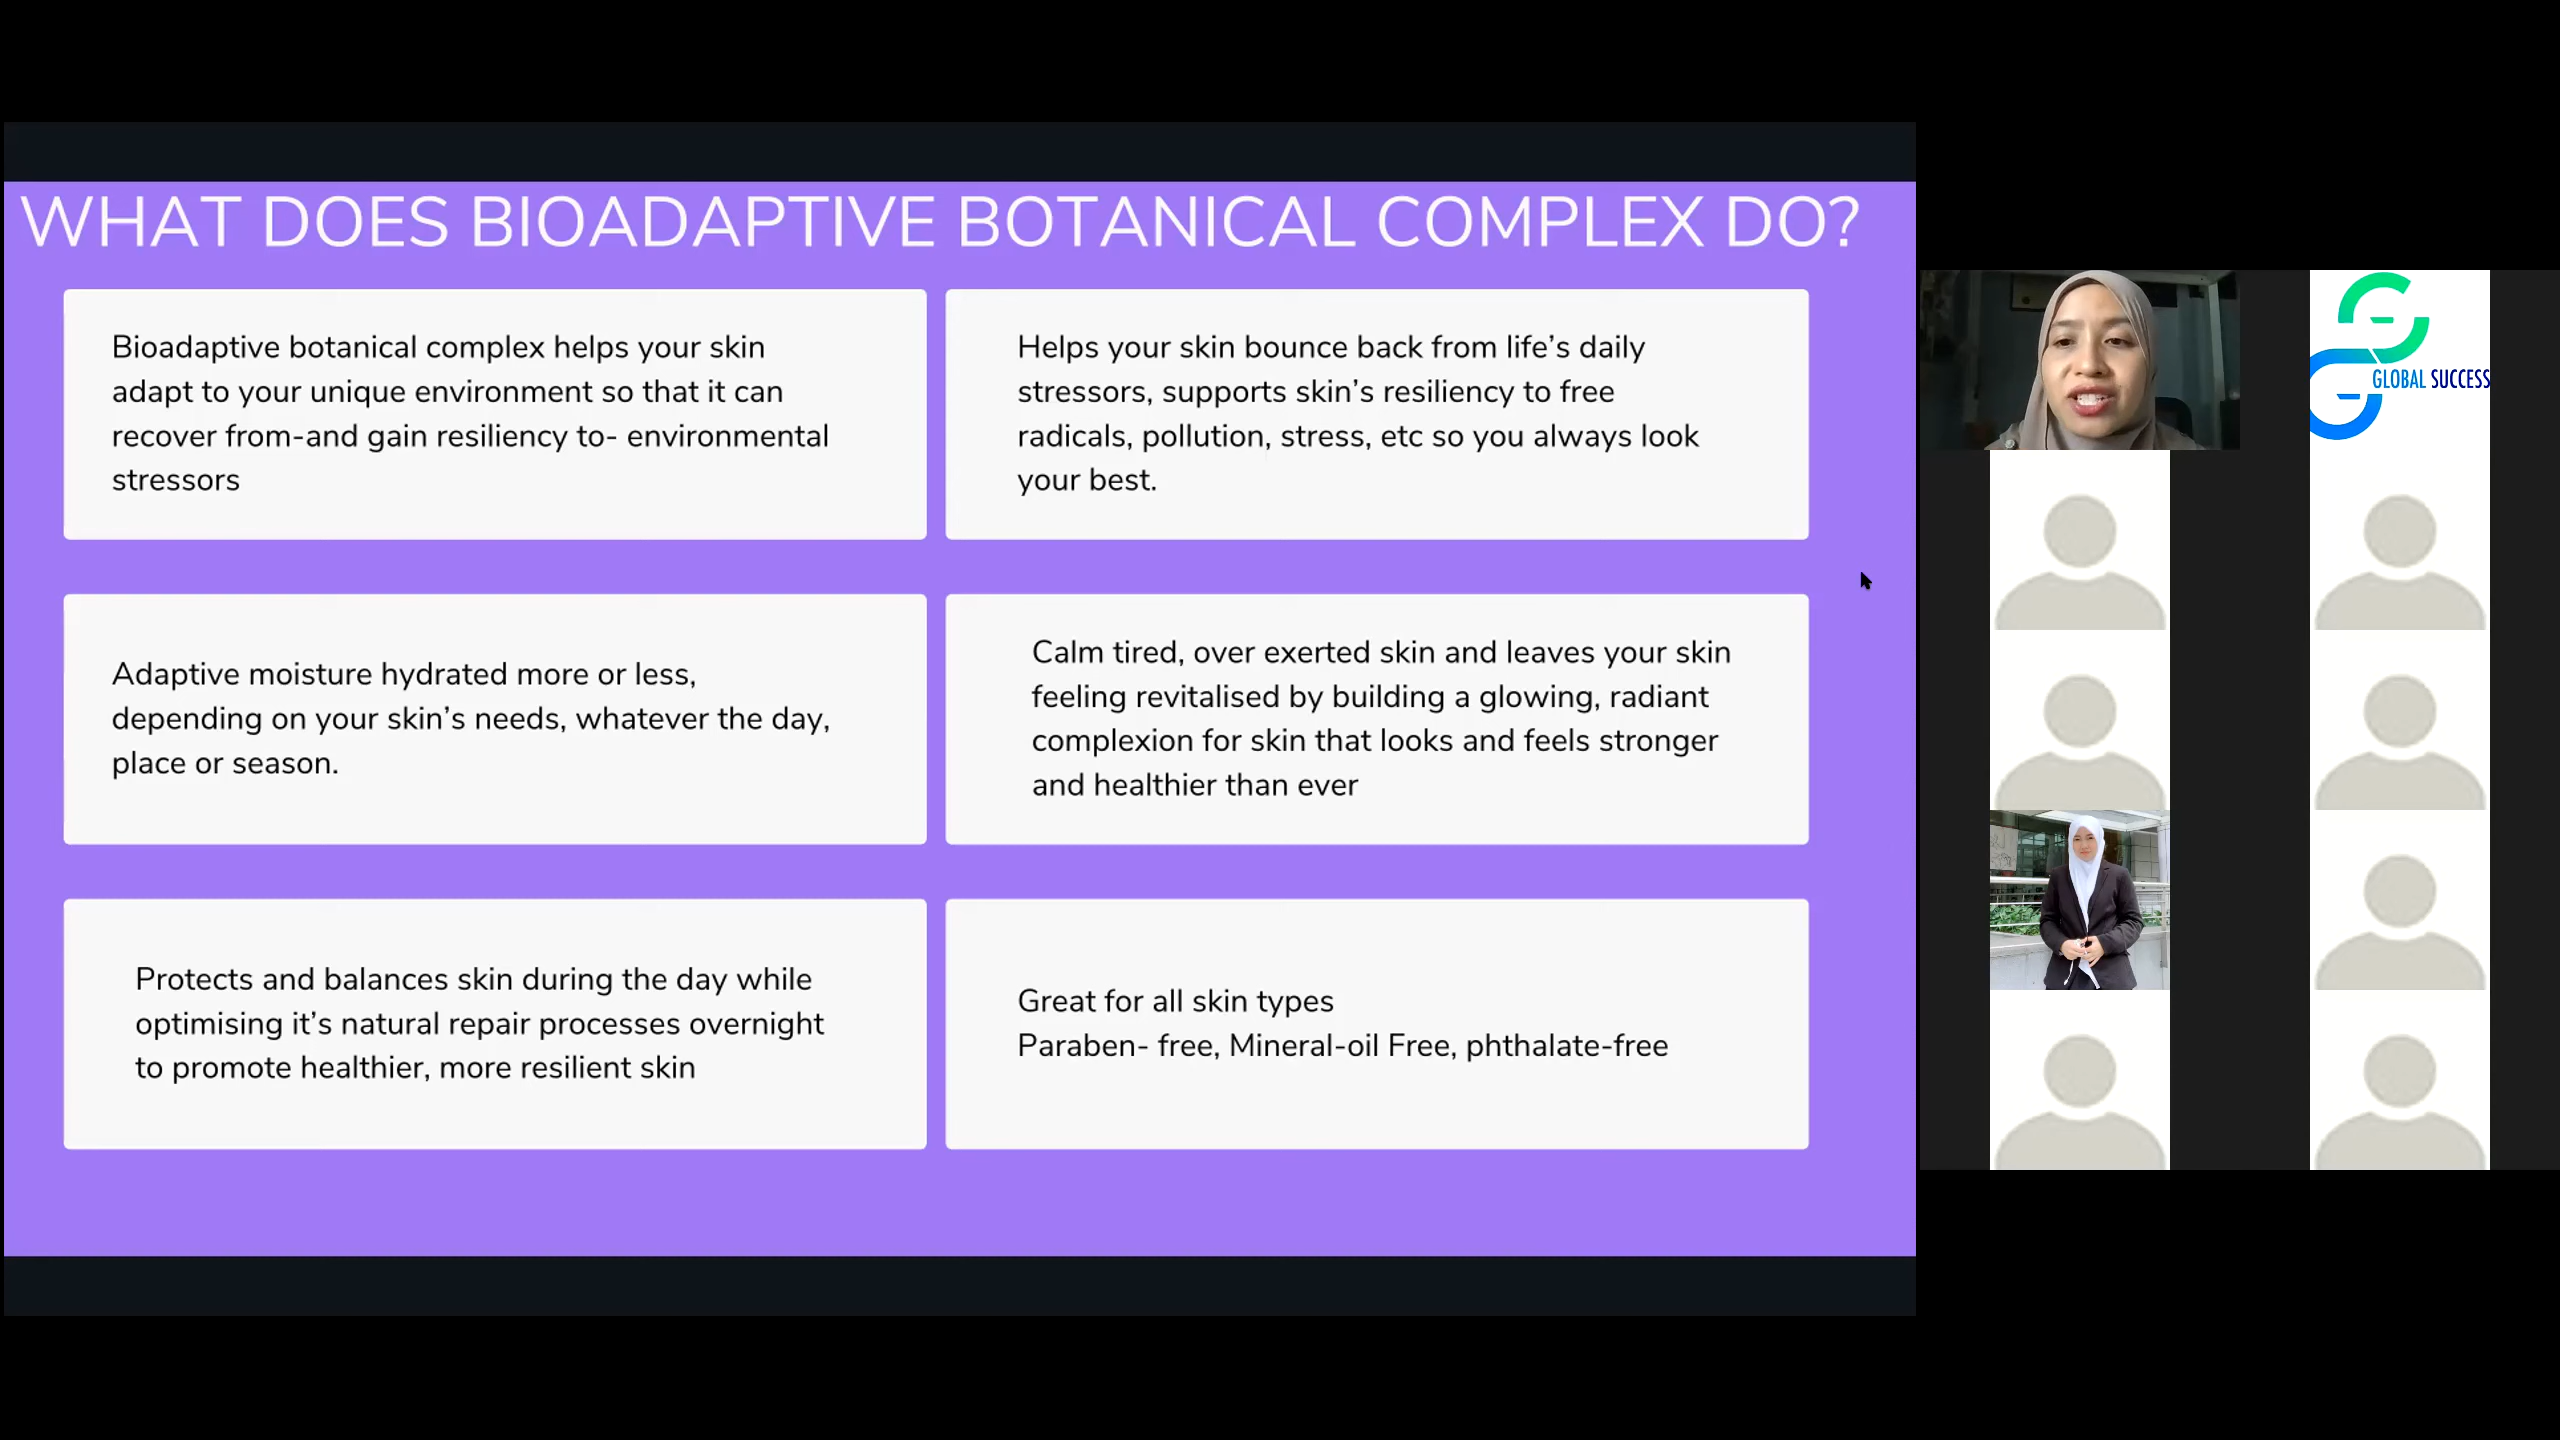 WHAT DOES BIOADAPTIVE BOTANICAL COMPLEX DO?
Bioadaptive botanical complex helps your skin
adapt to your unique environment so that it can
recover from-and gain resiliency to- environmental
stressors
Helps your skin bounce back from life’s daily
stressors, supports skin’s resiliency to free
radicals, pollution, stress, etc so you always look
your best.
Adaptive moisture hydrated more or less,
depending on your skin’s needs, whatever the day,
place or season.
Calm tired, over exerted skin and leaves your skin
feeling revitalised by building a glowing, radiant
complexion for skin that looks and feels stronger
and healthier than ever
Protects and balances skin during the day while
optimising it’s natural repair processes overnight
to promote healthier, more resilient skin
Great for all skin types
Paraben- free, Mineral-oil Free, phthalate-free
GLOBAL SUCCESS